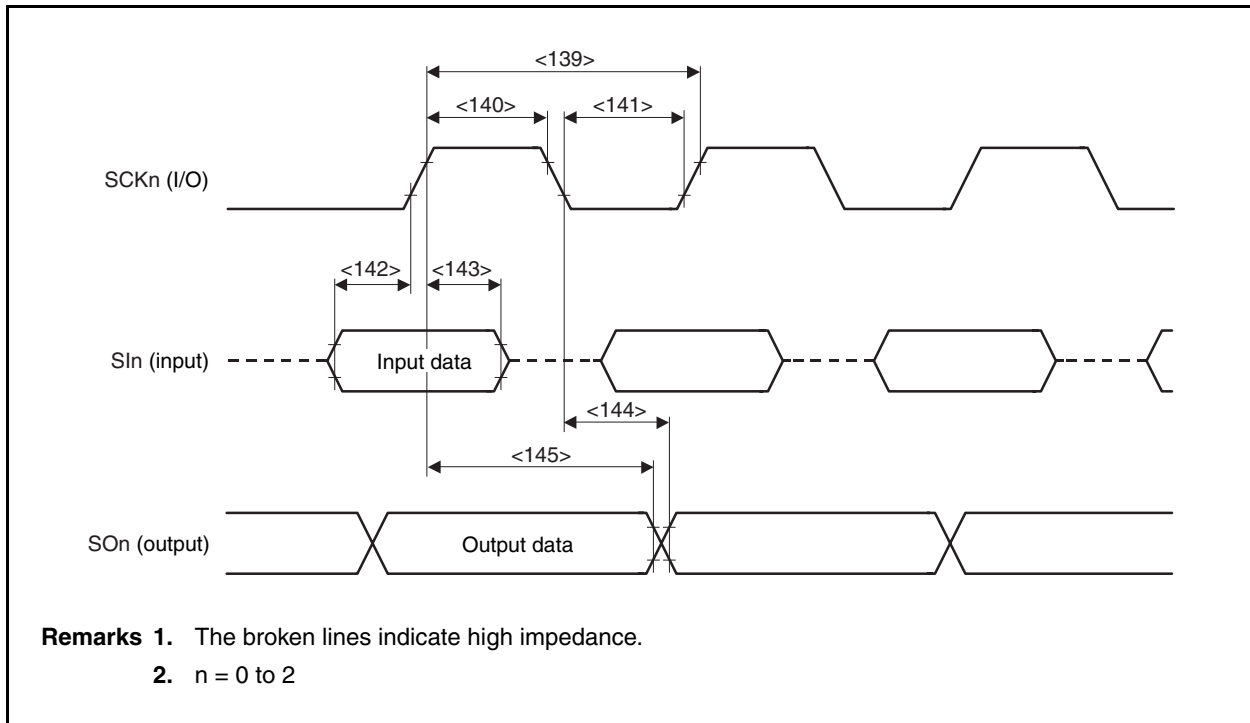 <139>
<140> <141>
SCKn (I/O)
<142> <143>
SIn (input)
Input data
<144>
<145>
SOn (output)
Output data
Remarks 1. The broken lines indicate high impedance.
2. n = 0 to 2